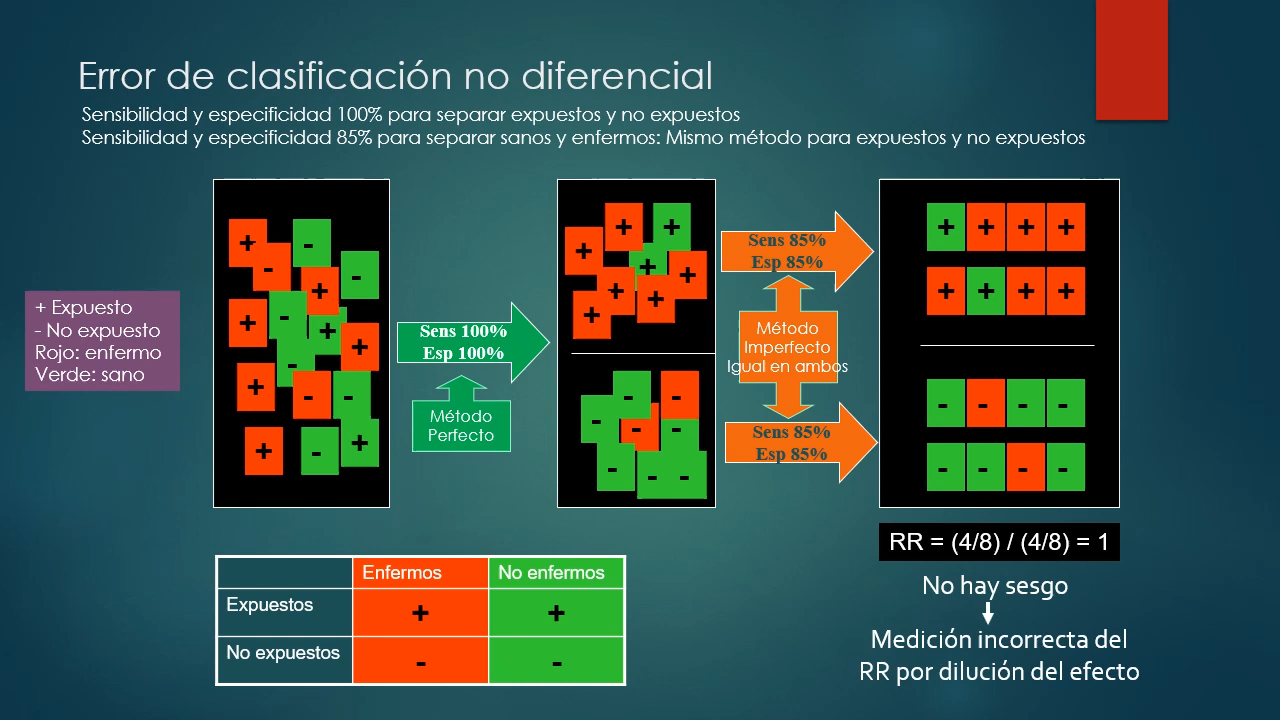 Error de clasificación no diferencial
Sensibilidad y especificidad 100% para separar expuestos y no expuestos
Sensibilidad y especificidad 85% para separar sanos y enfermos: Mismo método para expuestos y no expuestos
+ Expuesto
- No expuesto
Rojo: enfermo
Verde: sano
+ -
- -
+
+ -
+ +
- +
+ - -
+ - +
Sens 100%
Esp 100%
Método
Perfecto
+ +
+ + +
+ +
+
- -
- - -
- - -
Sens 85%
Esp 85%
Método
Imperfecto
Igual en ambos
Sens 85%
Esp 85%
+ + + +
+ + + +
- - - -
- - - -
RR = (4/8) / (4/8) = 1
No hay sesgo
Medición incorrecta del
RR por dilución del efecto
Enfermos No enfermos
Expuestos + +
No expuestos - -